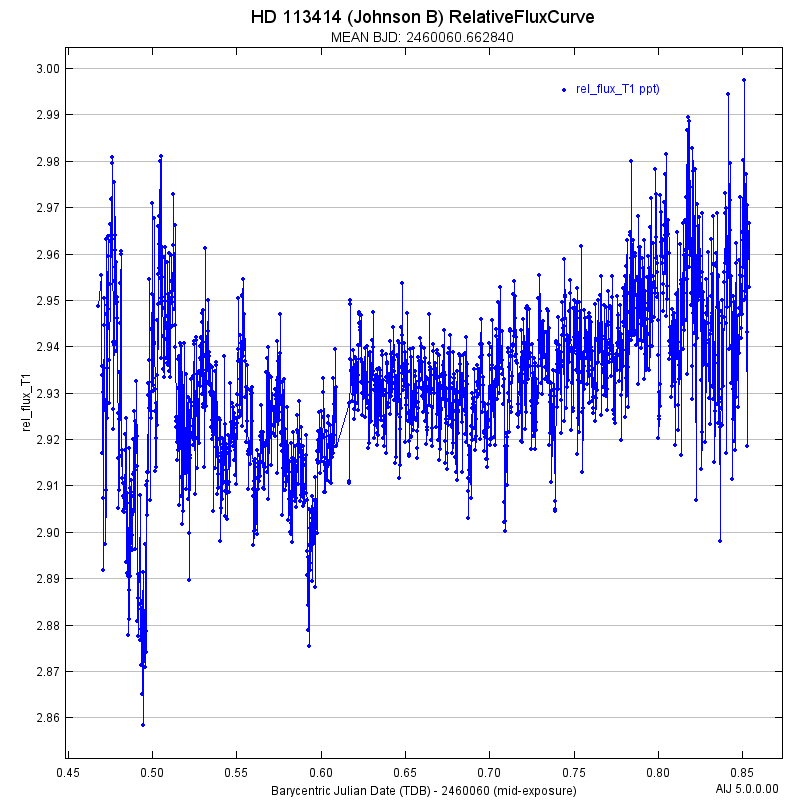 HD 113414 (Johnson B) RelativeFluxCurve
MEAN BJD: 2460060.662840
rel_flux_T1 ppt)
3.00
2.99
2.98
2.97
2.96
2.95
2.94
2.93
2.92
2.91
2.90
2.89
2.88
2.87
2.86
rel_flux_T1
0.45 0.50 0.55 0.60 0.65 0.70 0.75 0.80 0.85
Barycentric Julian Date (TDB) - 2460060 (mid-exposure)
AIJ 5.0.0.00